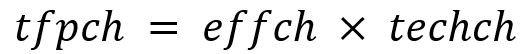 tfpch = effch × techch